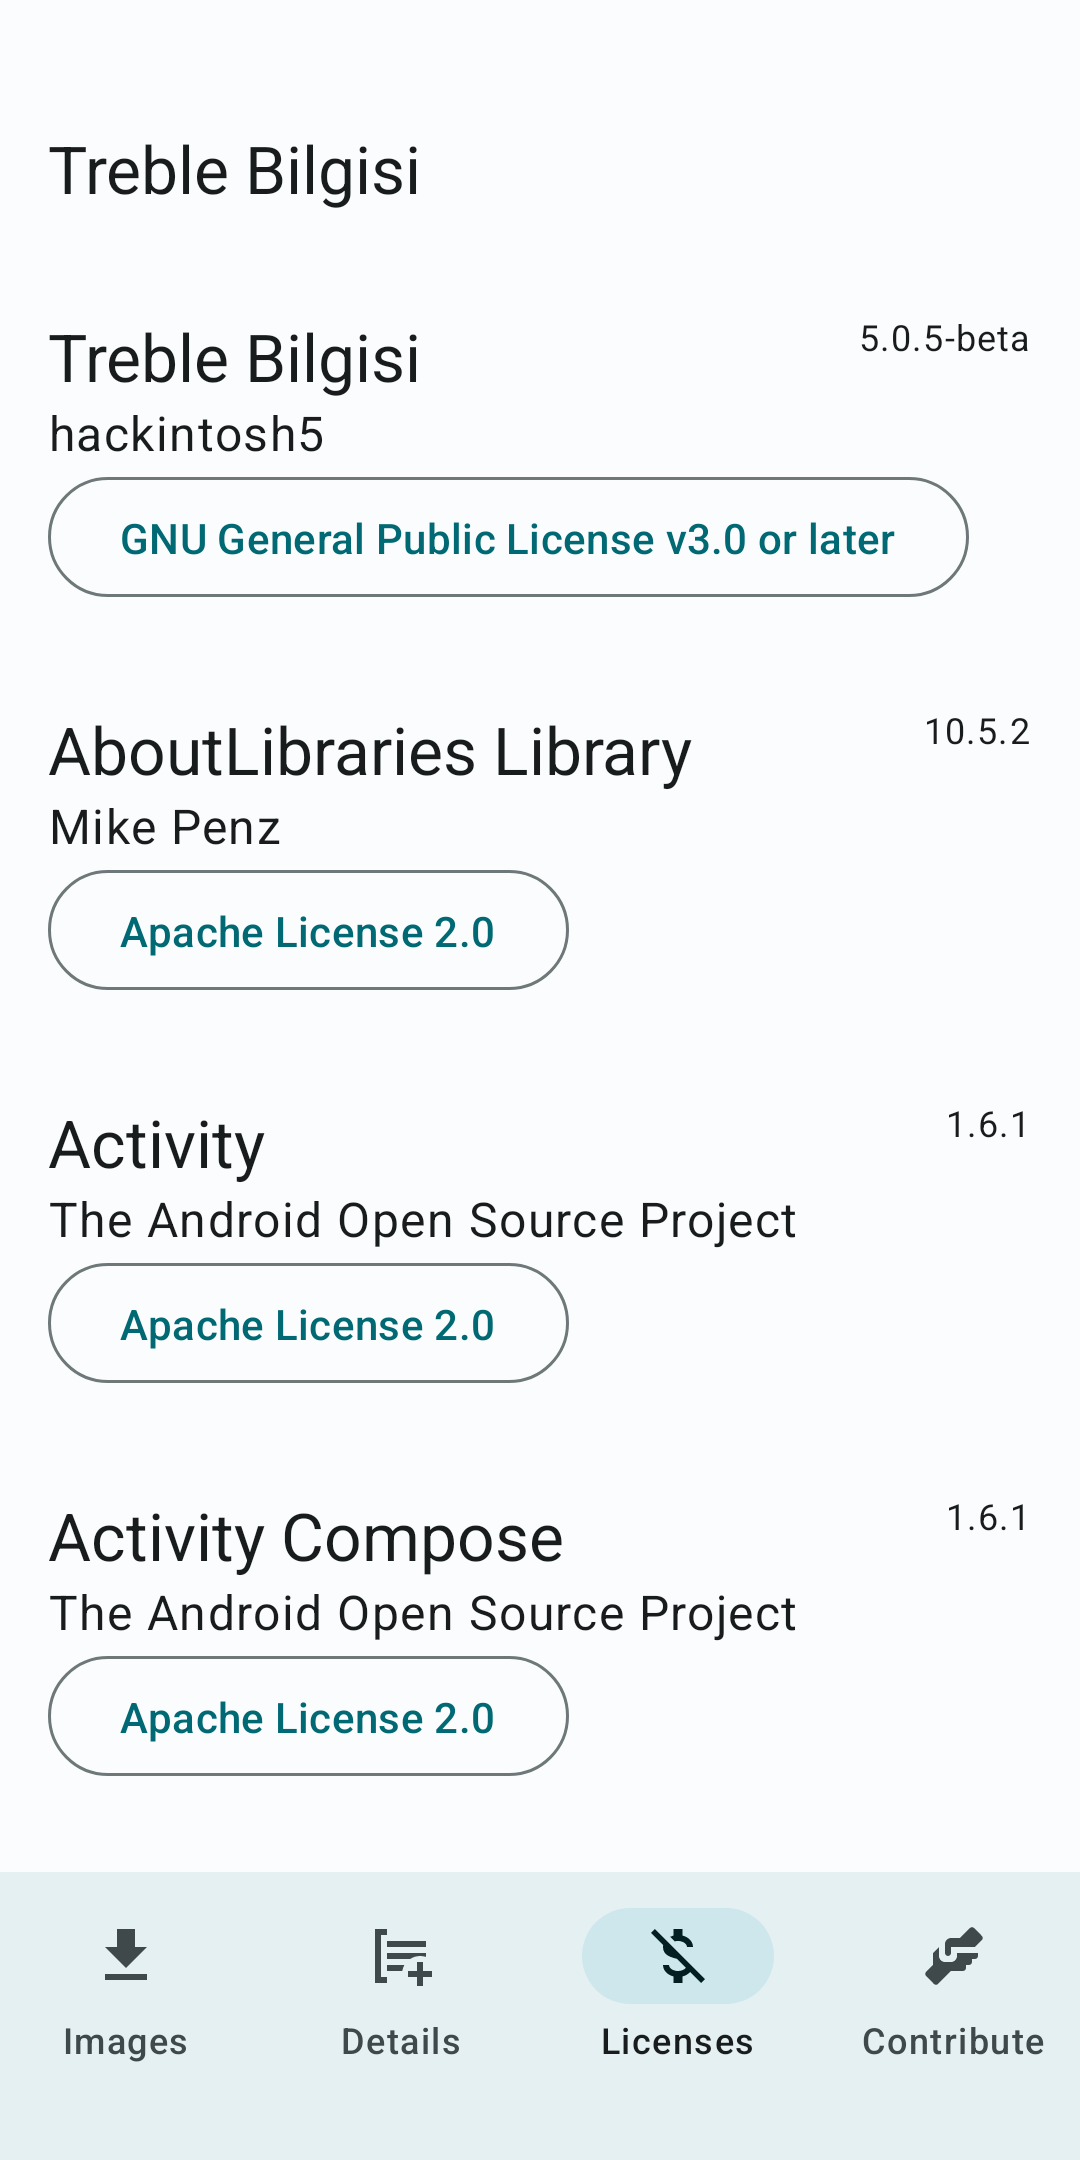 Treble Bilgisi
Treble Bilgisi
5.0.5-beta
hackintosh5
GNU General Public License v3.0 or later
AboutLibraries Library
10.5.2
Mike Penz
Apache License 2.0
Activity
1.6.1
The Android Open Source Project
Apache License 2.0
Activity Compose
1.6.1
The Android Open Source Project
Apache License 2.0
Images
Details
Licenses
Contribute